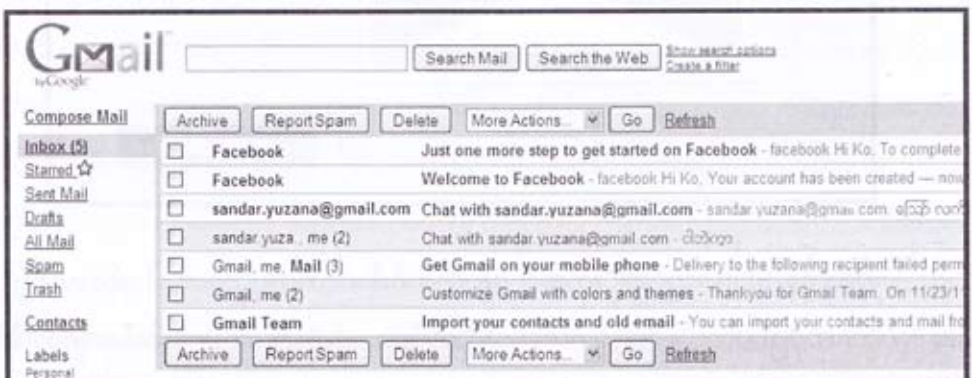 Gmail
by Google
Search Mail Search the Web Show search options
Create a filter
Compose Mail
Inbox (5)
Starred
Sent Mail
Drafts
All Mail
Spam
Trash
Contacts
Labels
Personal
Archive Report Spam Delete More Actions... Go Refresh
Facebook Just one more step to get started on Facebook - facebook Hi Ko, To complete
Facebook Welcome to Facebook - facebook Hi Ko, Your account has been created — now
sandar.yuzana@gmail.com Chat with sandar.yuzana@gmail.com - sandar.yuzana@gmail.com
sandar.yuza., me (2) Chat with sandar.yuzana@gmail.com -
Gmail, me, Mail (3) Get Gmail on your mobile phone - Delivery to the following recipient failed perm
Gmail, me (2) Customize Gmail with colors and themes - Thankyou for Gmail Team. On 11/23/1
Gmail Team Import your contacts and old email - You can import your contacts and mail fro
Archive Report Spam Delete More Actions... Go Refresh